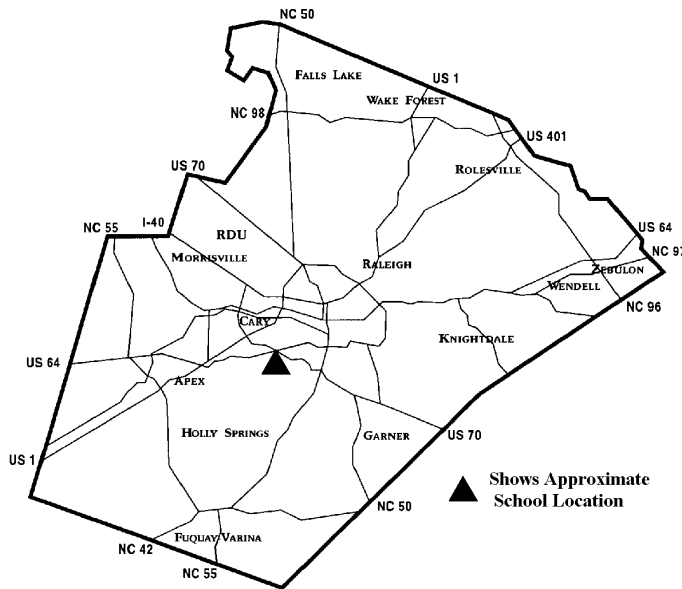 NC 50
FALLS LAKE
US 1
WAKE FOREST
NC 98
US 401
US 70
ROLESVILLE
NC 55
I-40
RDU
US 64
MORRISVILLE
RALEIGH
NC 97
ZEBULON
WENDELL
NC 96
CARY
KNIGHTDALE
US 64
APEX
HOLLY SPRINGS
GARNER
US 70
US 1
Shows Approximate
School Location
NC 50
FUQUAY VARINA
NC 42
NC 55